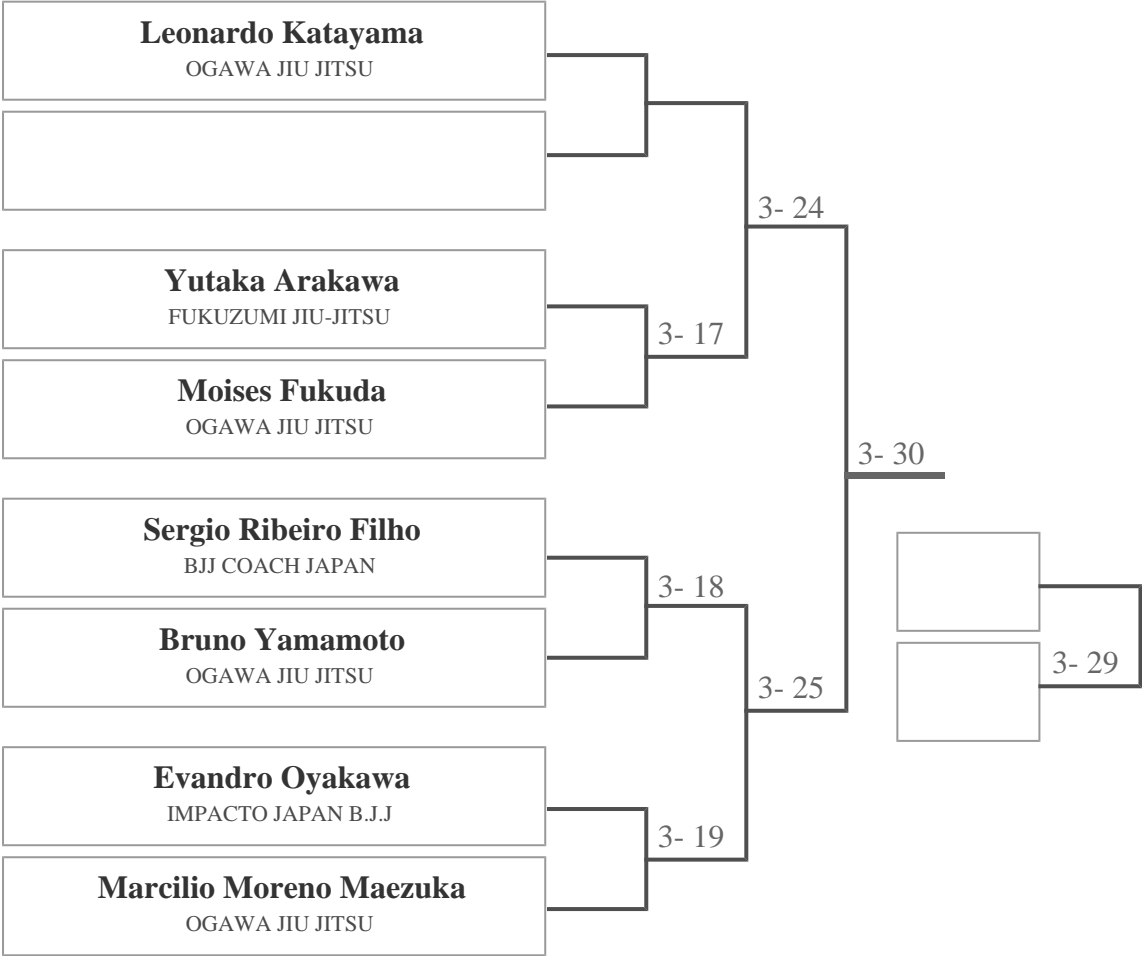 Leonardo Katayama
OGAWA JIU JITSU
3- 24
Yutaka Arakawa
FUKUZUMI JIU-JITSU
3- 17
Moises Fukuda
OGAWA JIU JITSU
3- 30
Sergio Ribeiro Filho
BJJ COACH JAPAN
3- 18
Bruno Yamamoto
OGAWA JIU JITSU
3- 29
3- 25
Evandro Oyakawa
IMPACTO JAPAN B.J.J
3- 19
Marcilio Moreno Maezuka
OGAWA JIU JITSU